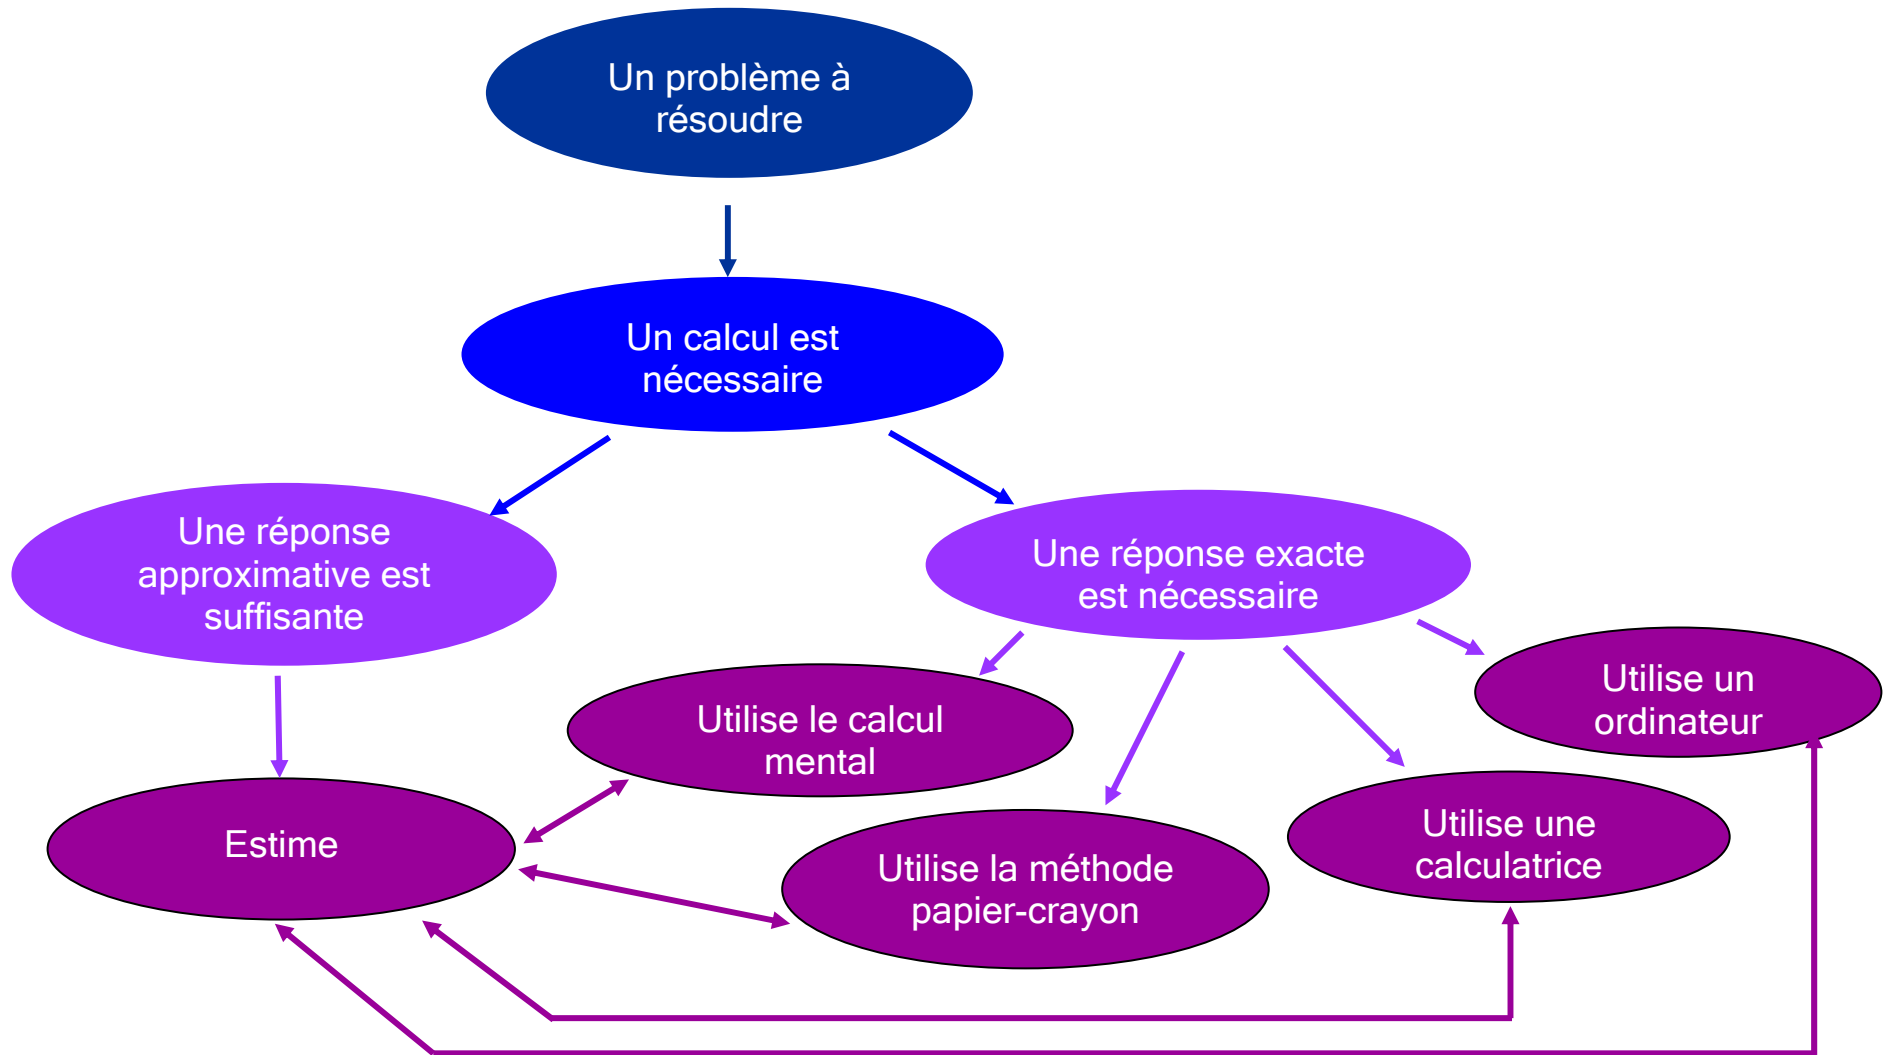 Un problème à
résoudre
Un calcul est
nécessaire
Une réponse
approximative est
suffisante
Une réponse exacte
est nécessaire
Utilise un
ordinateur
Utilise le calcul
mental
Estime
Utilise la méthode
papier-crayon
Utilise une
calculatrice